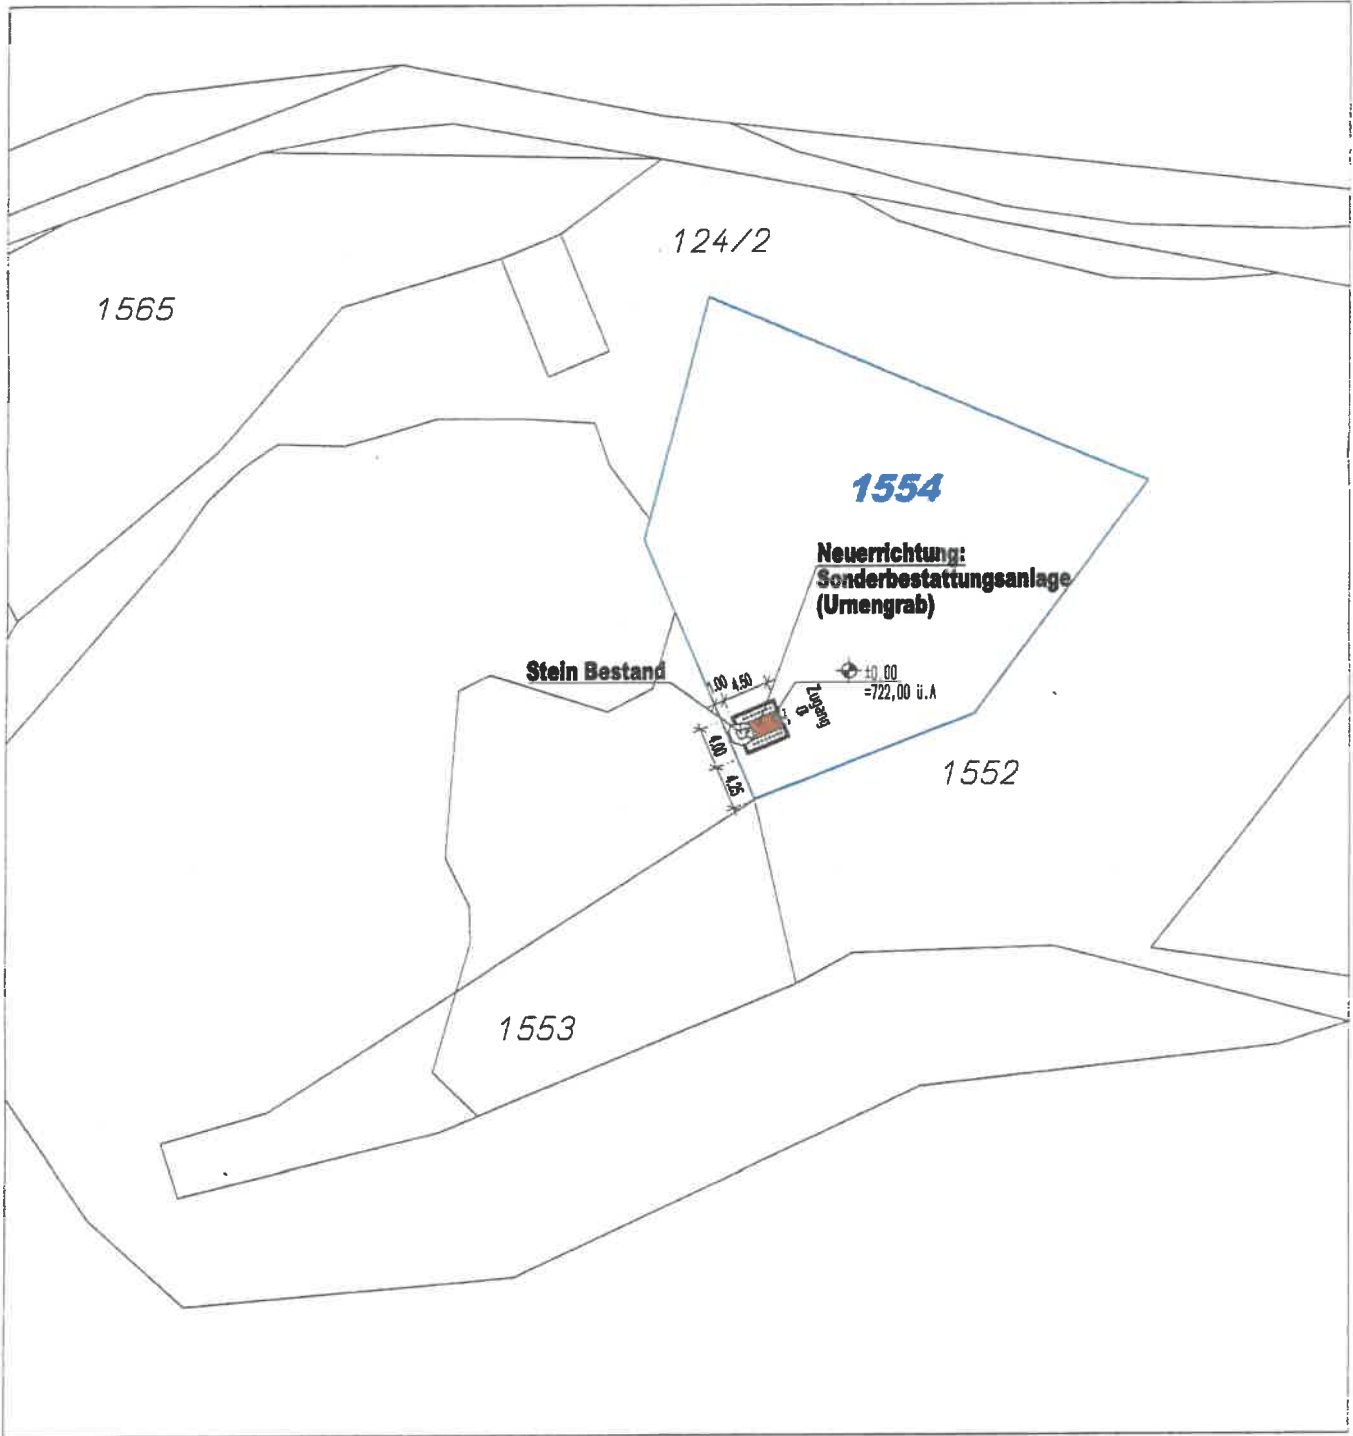 124/2
1565
1554
Neuerrichtung:
Sonderbestattungsanlage
(Urnengrab)
Stein Bestand
1.00 4.50
±0.00
=722,00 ü.A
Zugang
4.00
4.25
1552
1553